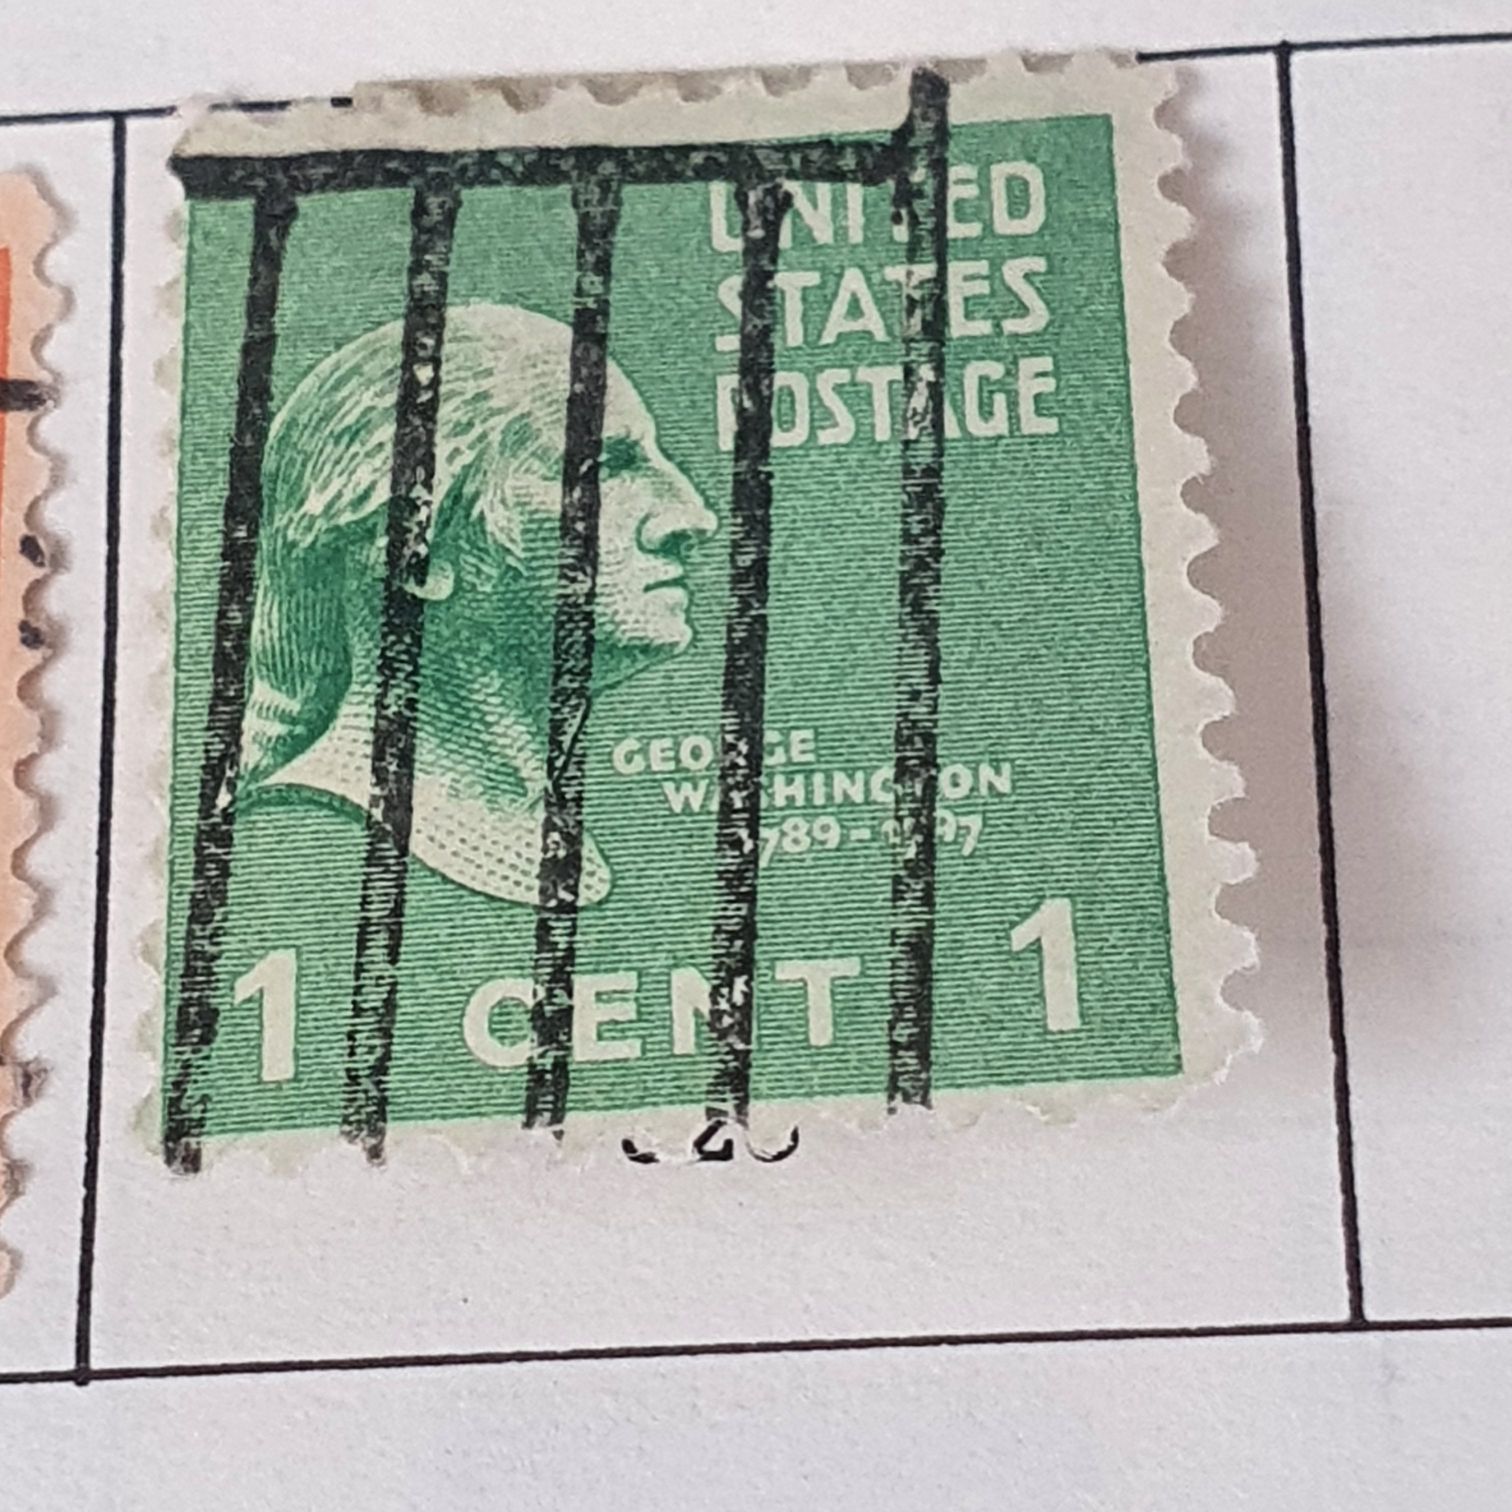 UNITED
STATES
POSTAGE
GEORGE
WASHINGTON
1789-1797
1 CENT 1